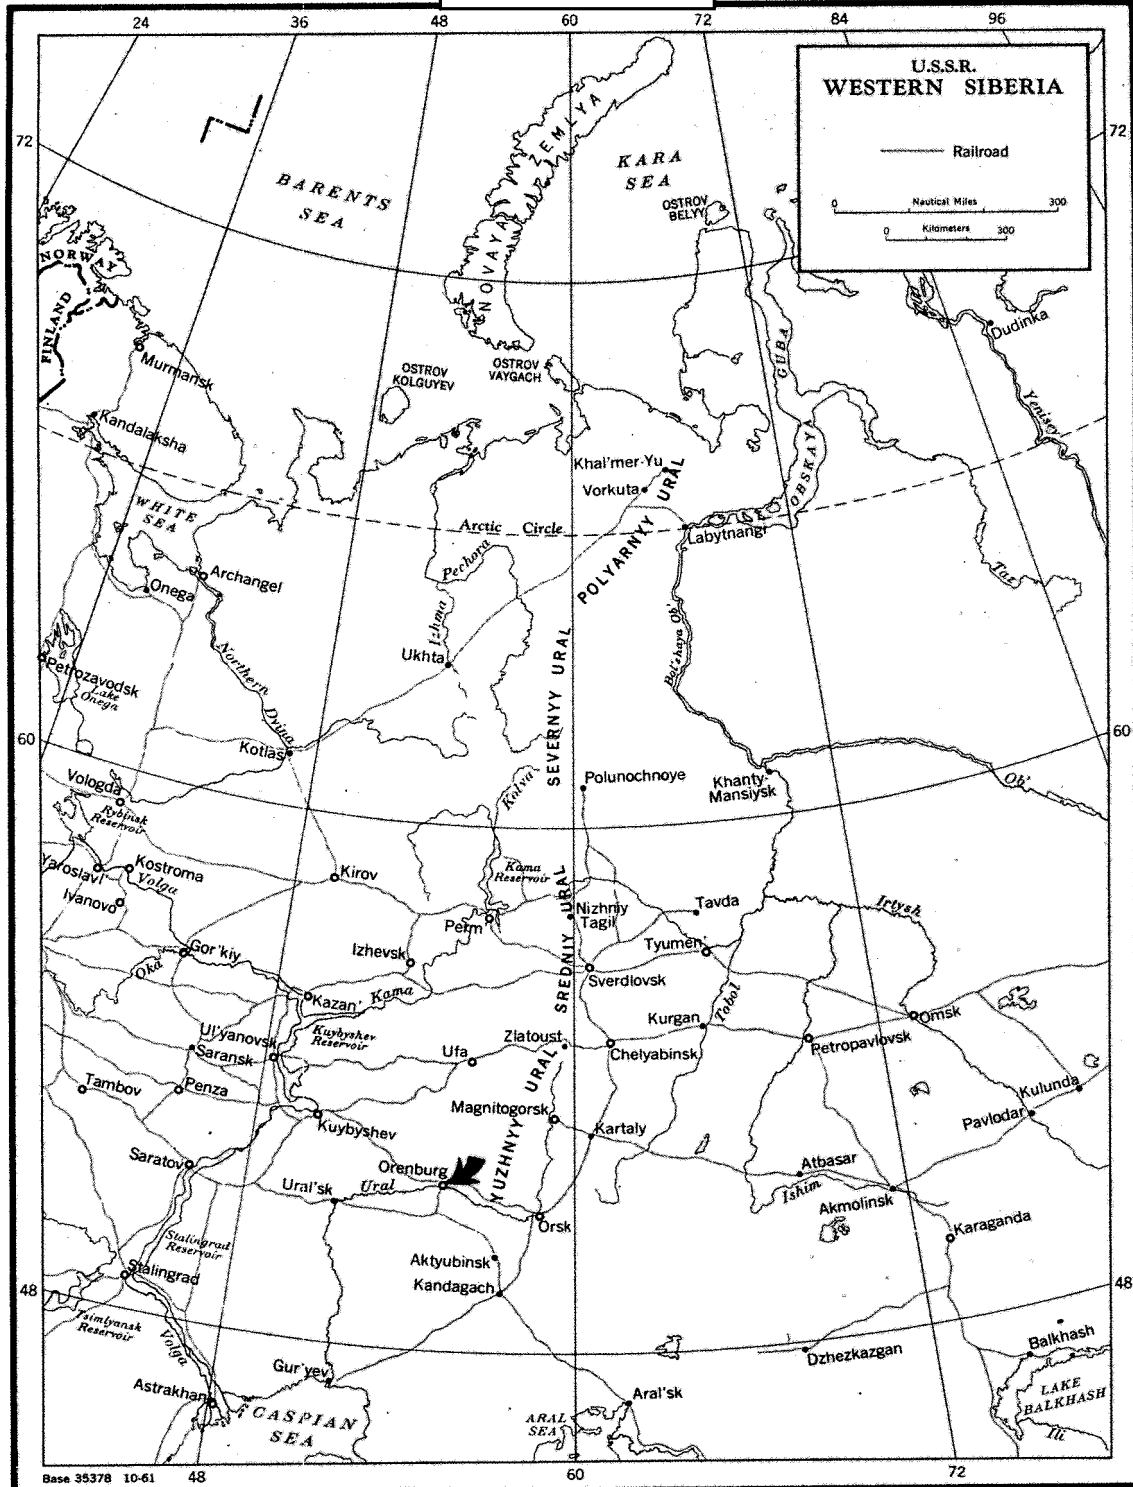 24 36 48 60 72 84 96
U.S.S.R.
WESTERN SIBERIA
Railroad
0 Nautical Miles 300
0 Kilometers 300
72
72
BARENTS
SEA
NOVAYA ZEMLYA
KARA
SEA
OSTROV
BELYY
NORWAY
FINLAND
Murmansk
OSTROV
KOLGUYEV
OSTROV
VAYGACH
GUBA
OBSKAYA
Dudinka
Yenisey
Kandalaksha
WHITE
SEA
Khal'mer-Yu
Vorkuta
POLYARNYY URAL
Arctic Circle
Labytnangi
Pechora
Izhma
Taz
Archangel
Onega
Northern
Dvina
Ukhta
Bol'shaya Ob'
Petrozavodsk
Lake
Onega
SEVERNYY URAL
60
60
Kotlas
Vologda
Rybinsk
Reservoir
Kolva
Polunochnoye
Khanty-
Mansiysk
Ob'
Yaroslavl'
Kostroma
Volga
Ivanovo
Kirov
Kama
Reservoir
SREDNIY URAL
Perm'
Nizhniy
Tagil
Tavda
Irtysh
Gor'kiy
Oka
Izhevsk
Tyumen'
Sverdlovsk
Kazan'
Kama
Tobol
Kurgan
Omsk
Ul'yanovsk
Kuybyshev
Reservoir
Saransk
Ufa
Zlatoust
Chelyabinsk
Petropavlovsk
Tambov
Penza
Kulunda
Pavlodar
Kuybyshev
Magnitogorsk
Kartaly
YUZHNYY URAL
Saratov
Orenburg
Ural'sk
Ural
Atbasar
Ishim
Akmolinsk
Orsk
Karaganda
Stalingrad
Reservoir
Stalingrad
Aktyubinsk
Kandagach
48
48
Tsimlyansk
Reservoir
Volga
Dzhezkazgan
Balkhash
Gur'yev
Astrakhan'
CASPIAN
SEA
Aral'sk
ARAL
SEA
LAKE
BALKHASH
Ili
Base 35378 10-61
48 60 72